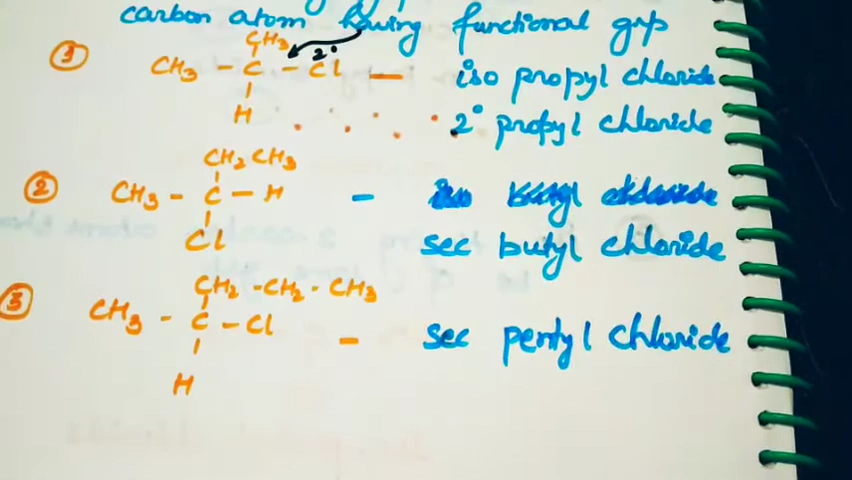 carbon atom having functional grp
① CH₃ 2°
CH₃ - C - Cl — iso propyl chloride
H
2° propyl chloride
CH₂CH₃
② CH₃ - C - H -
Cl sec butyl chloride
CH₂-CH₂-CH₃
③ CH₃ - C - Cl - sec pentyl chloride
H